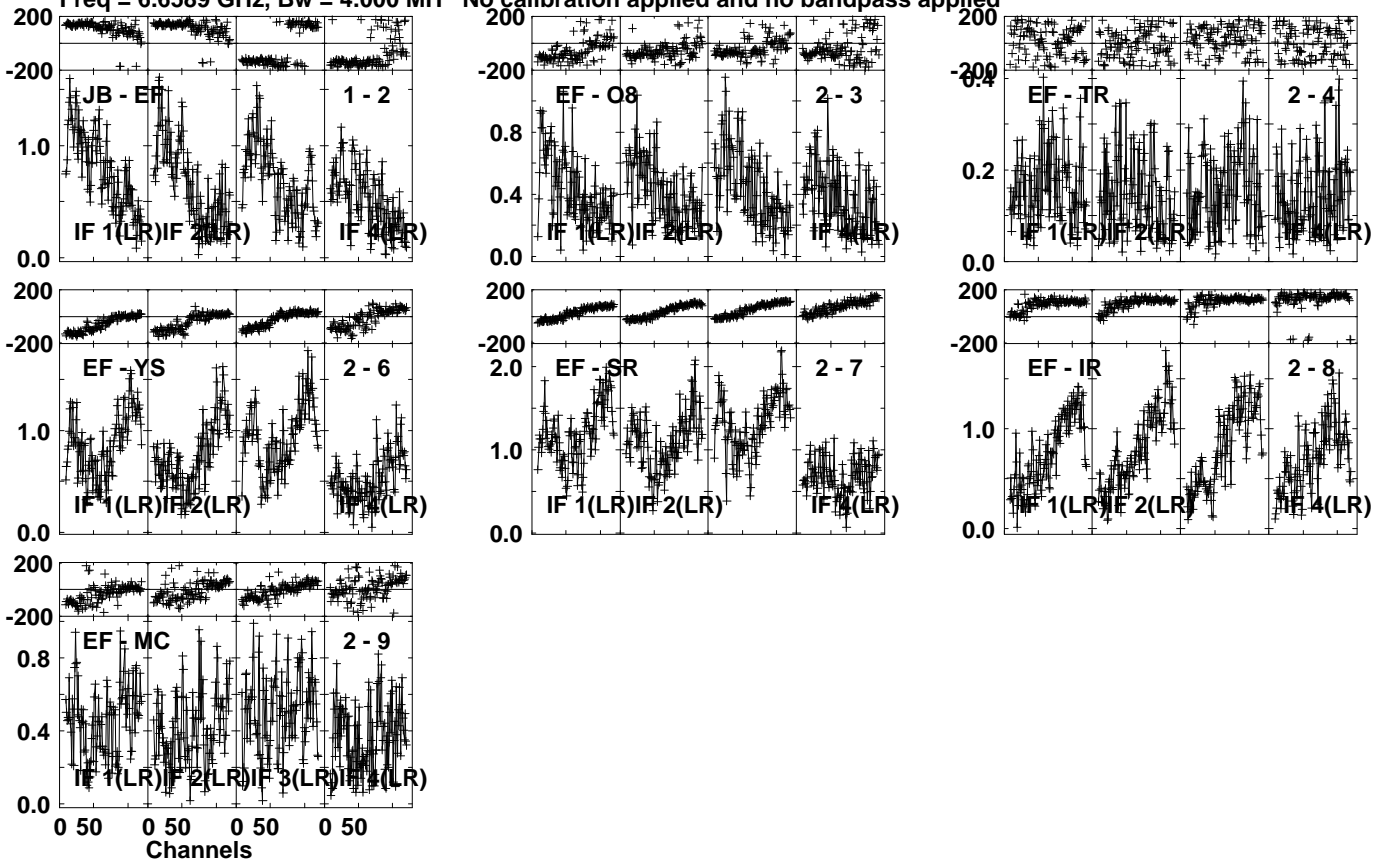 Freq = 6.6589 GHz, Bw = 4.000 MH No calibration applied and no bandpass applied
200
-200
JB - EF 1 - 2
1.0
IF 1(LR) IF 2(LR) IF 4(LR)
0.0
200
-200
EF - O8 2 - 3
0.8
0.4
IF 1(LR) IF 2(LR) IF 4(LR)
0.0
200
-200
0.4
EF - TR 2 - 4
0.2
IF 1(LR) IF 2(LR) IF 4(LR)
0.0
200
-200
EF - YS 2 - 6
1.0
IF 1(LR) IF 2(LR) IF 4(LR)
0.0
200
-200
2.0
EF - SR 2 - 7
1.0
IF 1(LR) IF 2(LR) IF 4(LR)
0.0
200
-200
EF - IR 2 - 8
1.0
IF 1(LR) IF 2(LR) IF 4(LR)
0.0
200
-200
EF - MC 2 - 9
0.8
0.4
IF 1(LR) IF 2(LR) IF 3(LR) IF 4(LR)
0.0
0 50 0 50 0 50 0 50
Channels